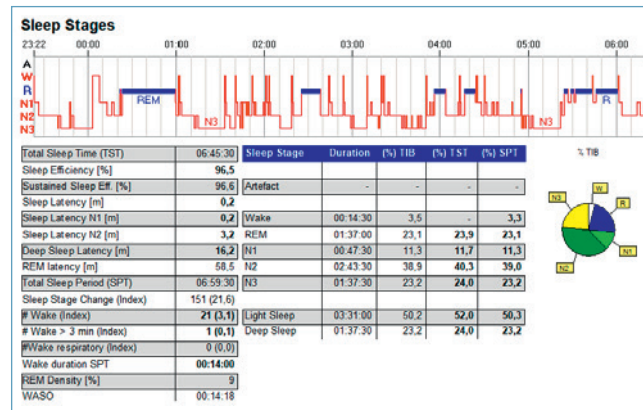 Sleep Stages
23:22 00:00 01:00 02:00 03:00 04:00 05:00 06:00
A
W
R
N1
N2
N3
REM
N3
N3
R
Total Sleep Time (TST) 06:45:30
Sleep Efficiency [%] 96,5
Sustained Sleep Eff. [%] 96,6
Sleep Latency [m] 0,2
Sleep Latency N1 [m] 0,2
Sleep Latency N2 [m] 3,2
Deep Sleep Latency [m] 16,2
REM latency [m] 58,5
Total Sleep Period (SPT) 06:59:30
Sleep Stage Change (Index) 151 (21,6)
# Wake (Index) 21 (3,1)
# Wake > 3 min (Index) 1 (0,1)
#Wake respiratory (Index) 0 (0,0)
Wake duration SPT 00:14:00
REM Density [%] 9
WASO 00:14:18
Sleep Stage Duration (%) TIB (%) TST (%) SPT
Artefact - - - -
Wake 00:14:30 3,5 - 3,3
REM 01:37:00 23,1 23,9 23,1
N1 00:47:30 11,3 11,7 11,3
N2 02:43:30 38,9 40,3 39,0
N3 01:37:30 23,2 24,0 23,2
Light Sleep 03:31:00 50,2 52,0 50,3
Deep Sleep 01:37:30 23,2 24,0 23,2
% TIB
W
N3
R
N1
N2